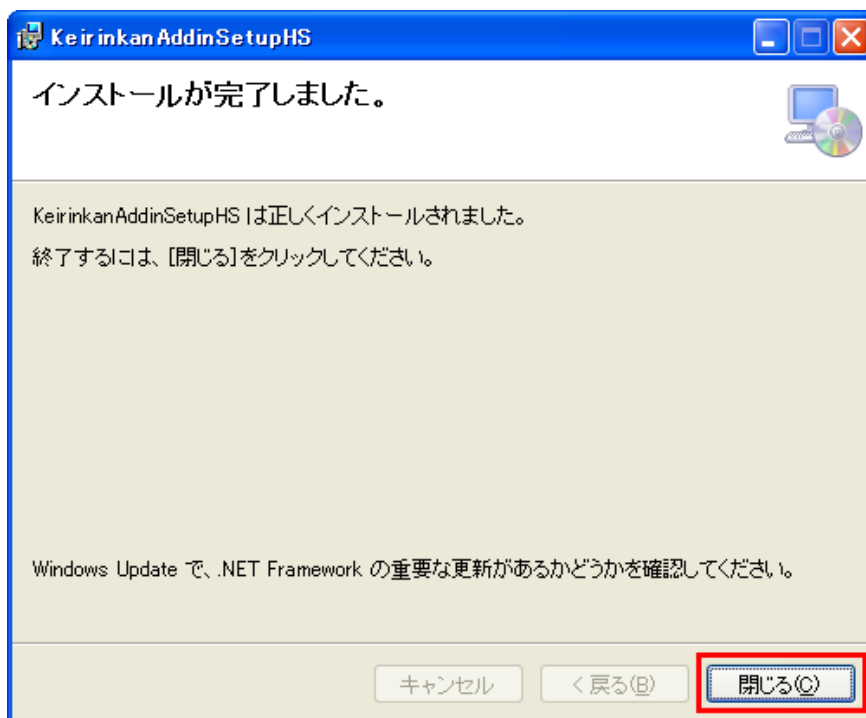 KeirinkanAddinSetupHS
インストールが完了しました。
KeirinkanAddinSetupHS は正しくインストールされました。
終了するには、[閉じる]をクリックしてください。
Windows Update で、.NET Framework の重要な更新があるかどうかを確認してください。
キャンセル
< 戻る(B)
閉じる(C)